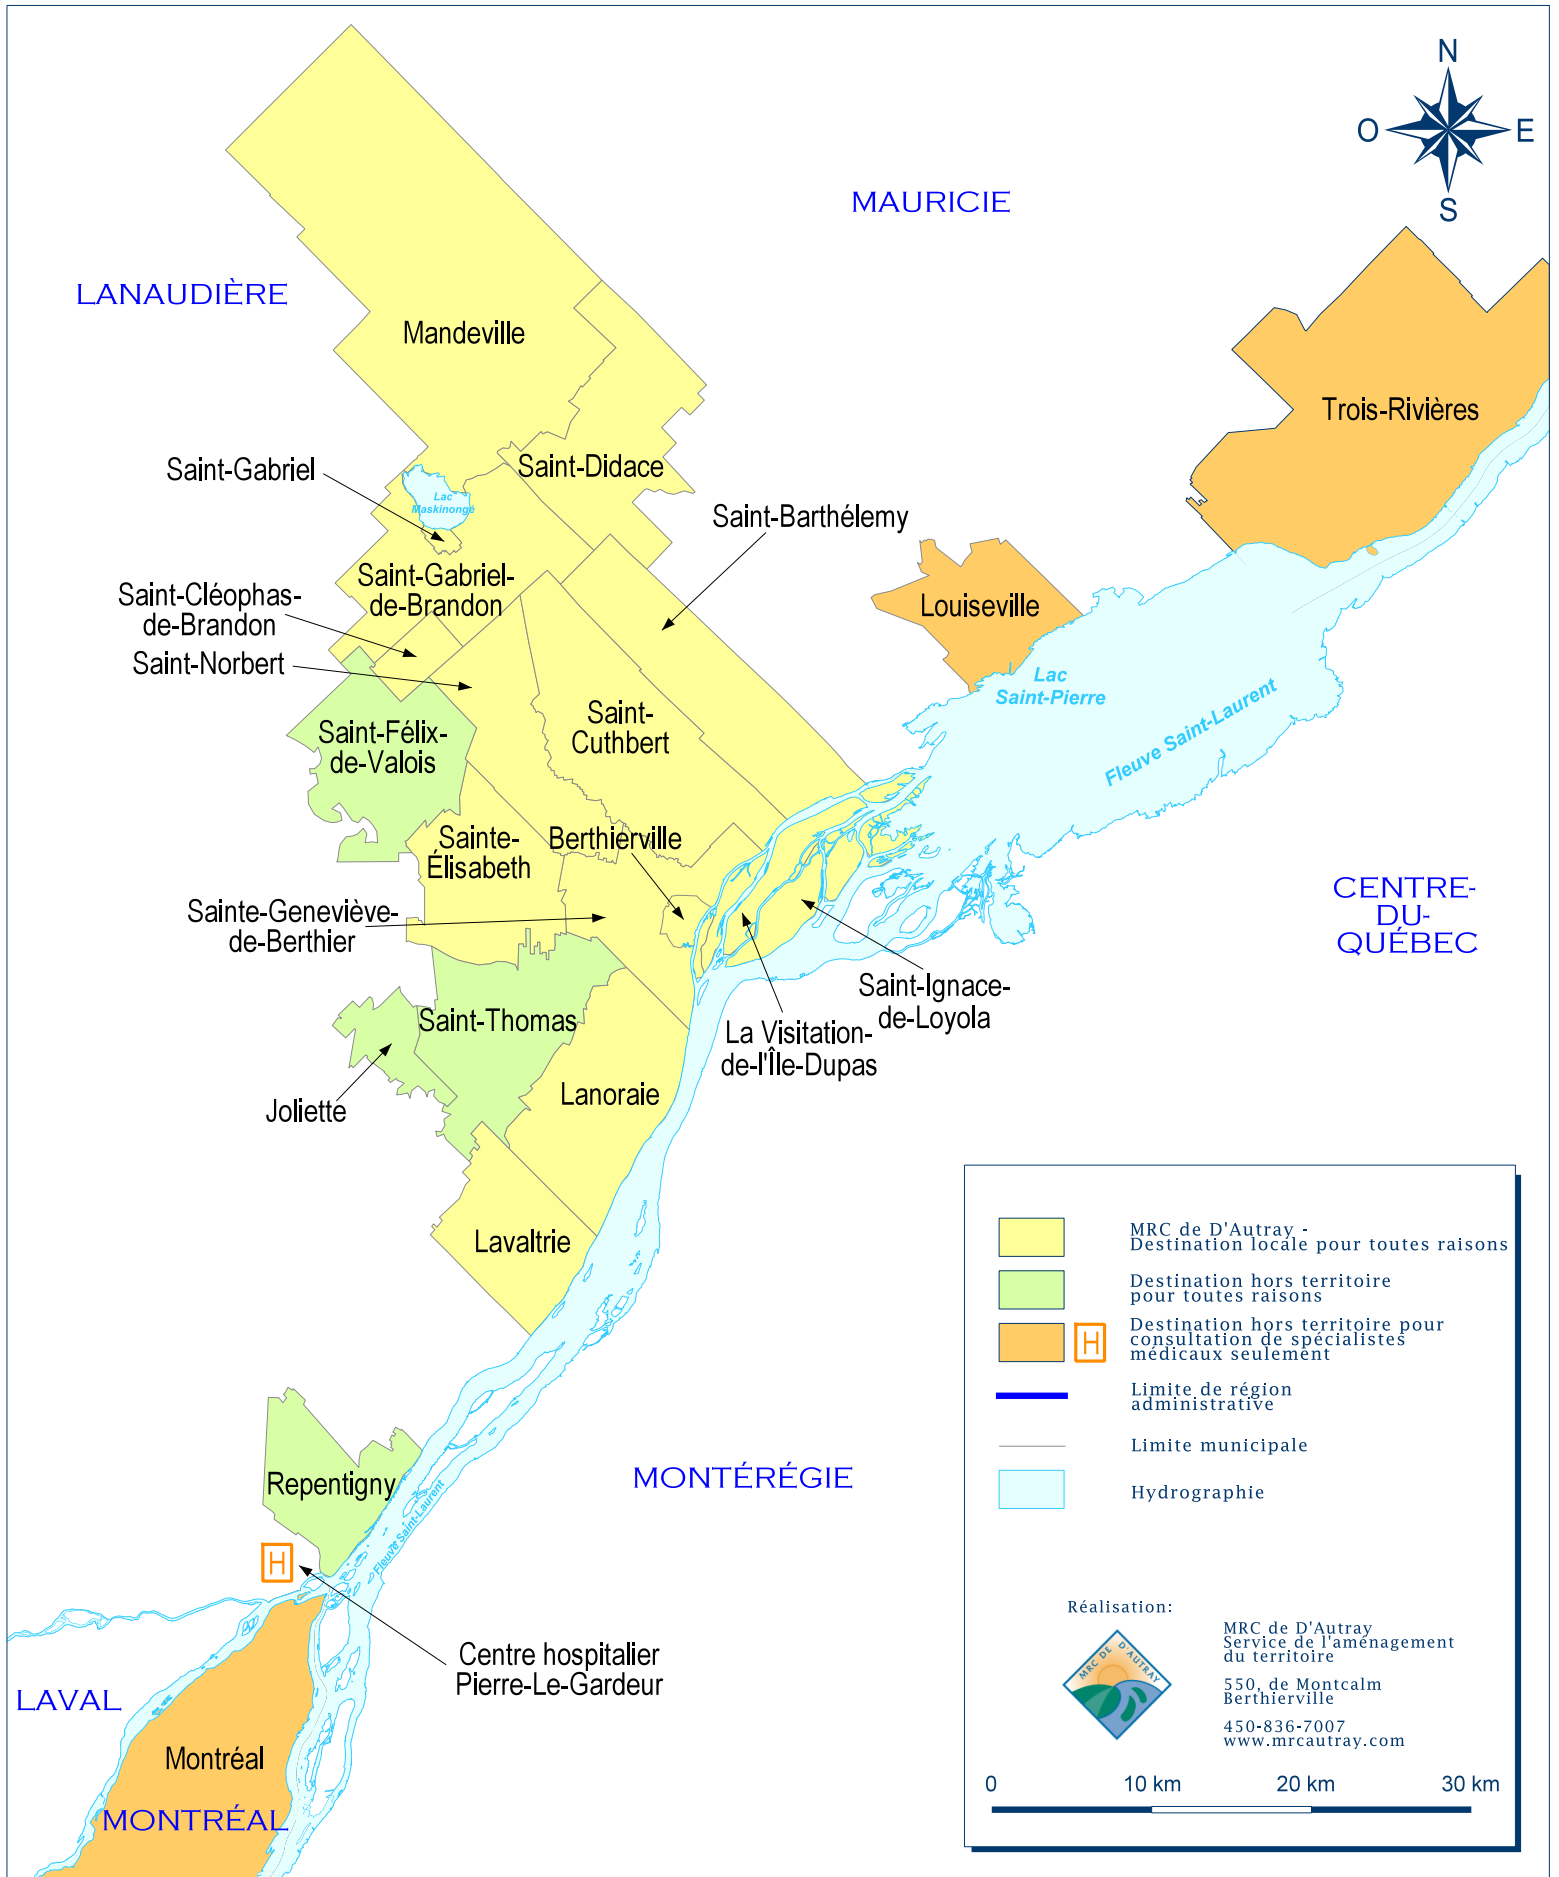 N
O
E
S
MAURICIE
LANAUDIÈRE
Mandeville
Trois-Rivières
Saint-Gabriel
Saint-Didace
Lac
Maskinongé
Saint-Barthélemy
Saint-Gabriel-
de-Brandon
Saint-Cléophas-
de-Brandon
Louiseville
Saint-Norbert
Lac
Saint-Pierre
Fleuve Saint-Laurent
Saint-
Cuthbert
Saint-Félix-
de-Valois
Sainte-
Élisabeth
Berthierville
CENTRE-
DU-
QUÉBEC
Sainte-Geneviève-
de-Berthier
Saint-Ignace-
de-Loyola
Saint-Thomas
La Visitation-
de-l'Île-Dupas
Lanoraie
Joliette
Lavaltrie
MRC de D'Autray -
Destination locale pour toutes raisons
Destination hors territoire
pour toutes raisons
H
Destination hors territoire pour
consultation de spécialistes
médicaux seulement
Limite de région
administrative
Limite municipale
Hydrographie
MONTÉRÉGIE
Repentigny
Fleuve Saint-Laurent
H
Centre hospitalier
Pierre-Le-Gardeur
LAVAL
Montréal
MONTRÉAL
Réalisation:
MRC DE D'AUTRAY
MRC de D'Autray
Service de l'aménagement
du territoire
550, de Montcalm
Berthierville
450-836-7007
www.mrcautray.com
0 10 km 20 km 30 km